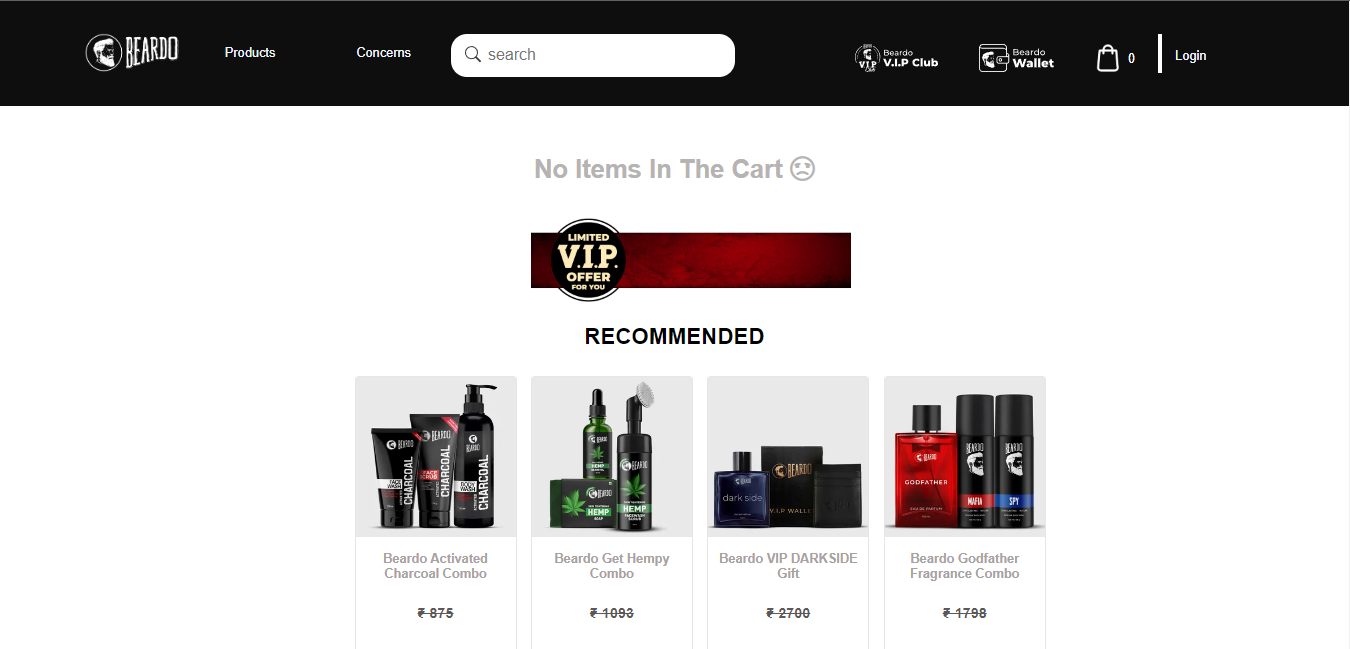 BEARDO
Products
Concerns
search
Beardo
V.I.P Club
V.I.P
Club
Beardo
Wallet
0
Login
No Items In The Cart
LIMITED
V.I.P.
OFFER
FOR YOU
RECOMMENDED
BEARDO
FACE
WASH
CHARCOAL
BEARDO
FACE
SCRUB
CHARCOAL
BEARDO
BODY
WASH
CHARCOAL
BEARDO
HEMP
BEARDO
HEMP
SOAP
BEARDO
HEMP
dark side
BEARDO
V.I.P WALLET
GODFATHER
EAU DE PARFUM
BEARDO
MAFIA
BEARDO
SPY
Beardo Activated
Charcoal Combo
₹ 875
Beardo Get Hempy
Combo
₹ 1093
Beardo VIP DARKSIDE
Gift
₹ 2700
Beardo Godfather
Fragrance Combo
₹ 1798